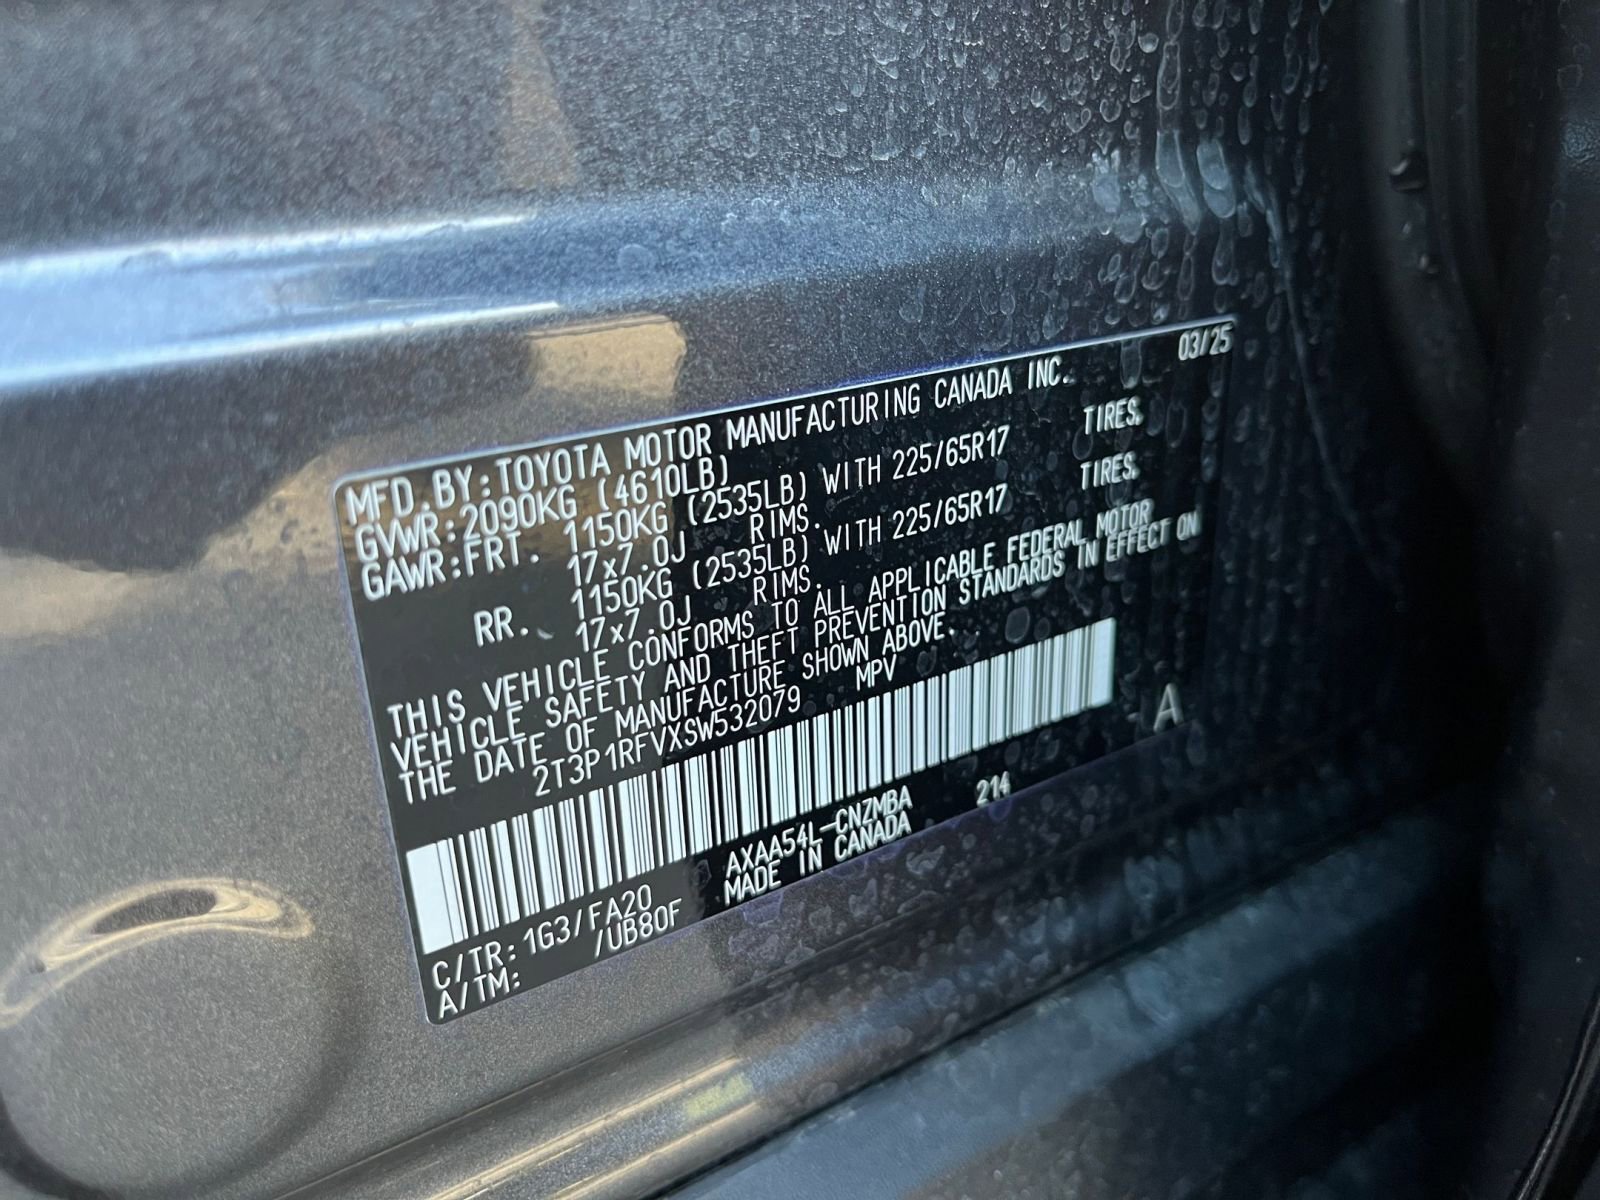 03/25
MFD.BY:TOYOTA MOTOR MANUFACTURING CANADA INC.
GVWR:2090KG (4610LB)
GAWR:FRT. 1150KG (2535LB) WITH 225/65R17 TIRES,
17x7.0J RIMS.
RR. 1150KG (2535LB) WITH 225/65R17 TIRES,
17x7.0J RIMS.
THIS VEHICLE CONFORMS TO ALL APPLICABLE FEDERAL MOTOR
VEHICLE SAFETY AND THEFT PREVENTION STANDARDS IN EFFECT ON
THE DATE OF MANUFACTURE SHOWN ABOVE.
2T3P1RFVXSW532079 MPV
A
C/TR:1G3/FA20 AXAA54L-CNZMBA 214
A/TM: /UB80F MADE IN CANADA